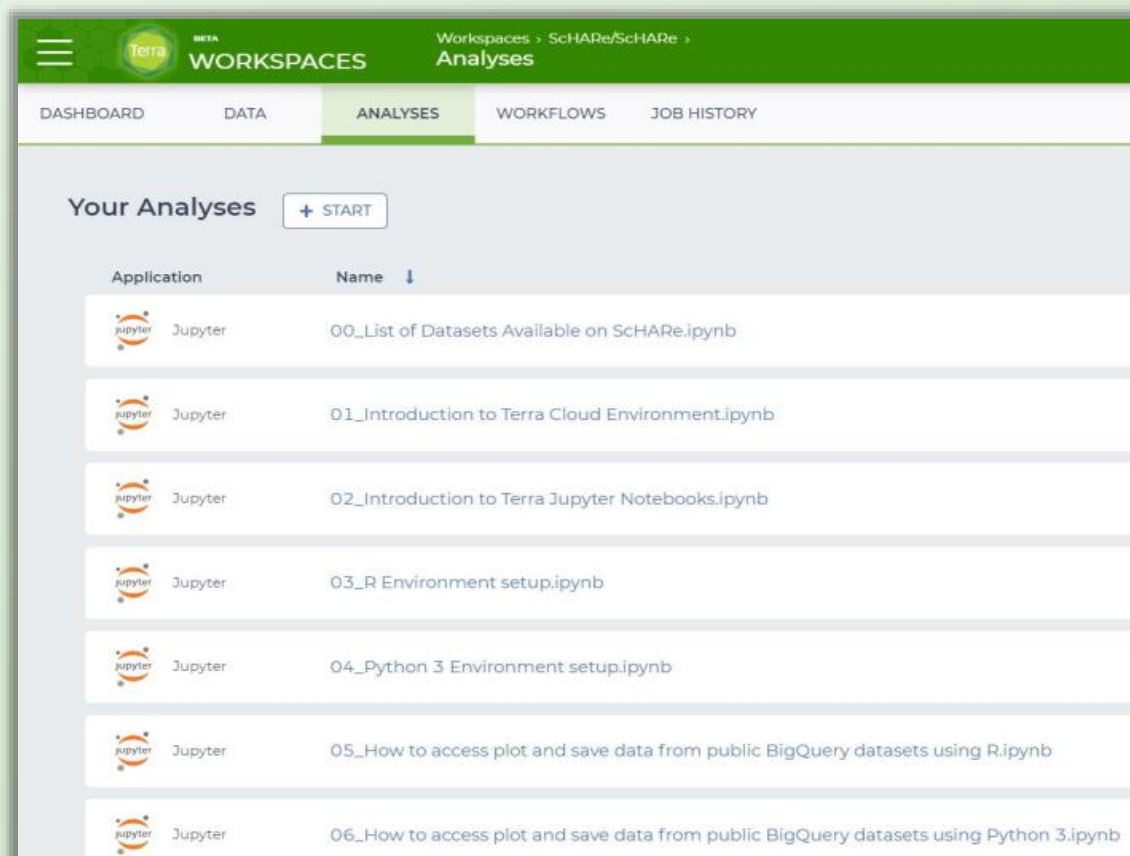 Terra
BETA
WORKSPACES
Workspaces › ScHARe/ScHARe ›
Analyses
DASHBOARD DATA ANALYSES WORKFLOWS JOB HISTORY
Your Analyses + START
Application Name ↓
jupyter Jupyter 00_List of Datasets Available on ScHARe.ipynb
jupyter Jupyter 01_Introduction to Terra Cloud Environment.ipynb
jupyter Jupyter 02_Introduction to Terra Jupyter Notebooks.ipynb
jupyter Jupyter 03_R Environment setup.ipynb
jupyter Jupyter 04_Python 3 Environment setup.ipynb
jupyter Jupyter 05_How to access plot and save data from public BigQuery datasets using R.ipynb
jupyter Jupyter 06_How to access plot and save data from public BigQuery datasets using Python 3.ipynb